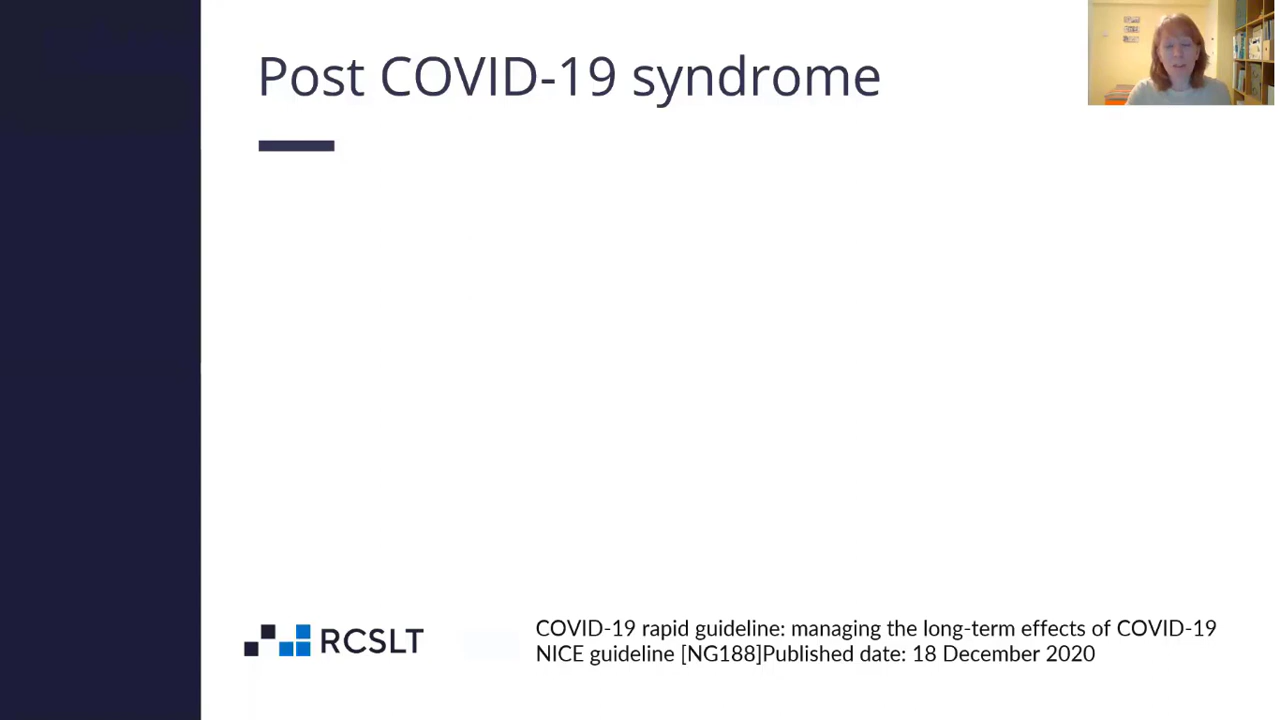 Post COVID-19 syndrome
RCSLT
COVID-19 rapid guideline: managing the long-term effects of COVID-19
NICE guideline [NG188]Published date: 18 December 2020